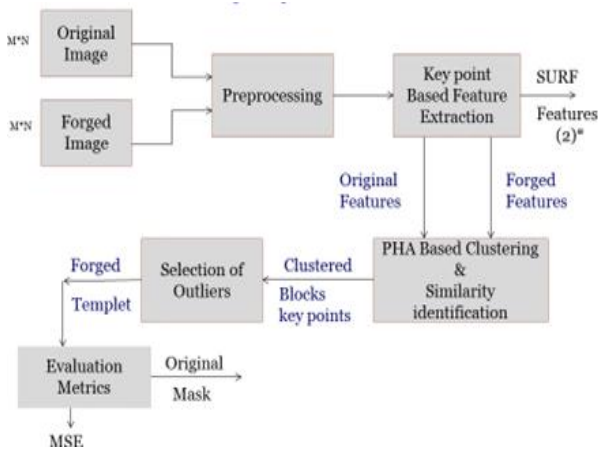 M*N
Original
Image
M*N
Forged
Image
Preprocessing
Key point
Based Feature
Extraction
SURF
Features
(2)*
Original
Features
Forged
Features
PHA Based Clustering
&
Similarity
identification
Clustered
Blocks
key points
Selection of
Outliers
Forged
Templet
Evaluation
Metrics
Original
Mask
MSE